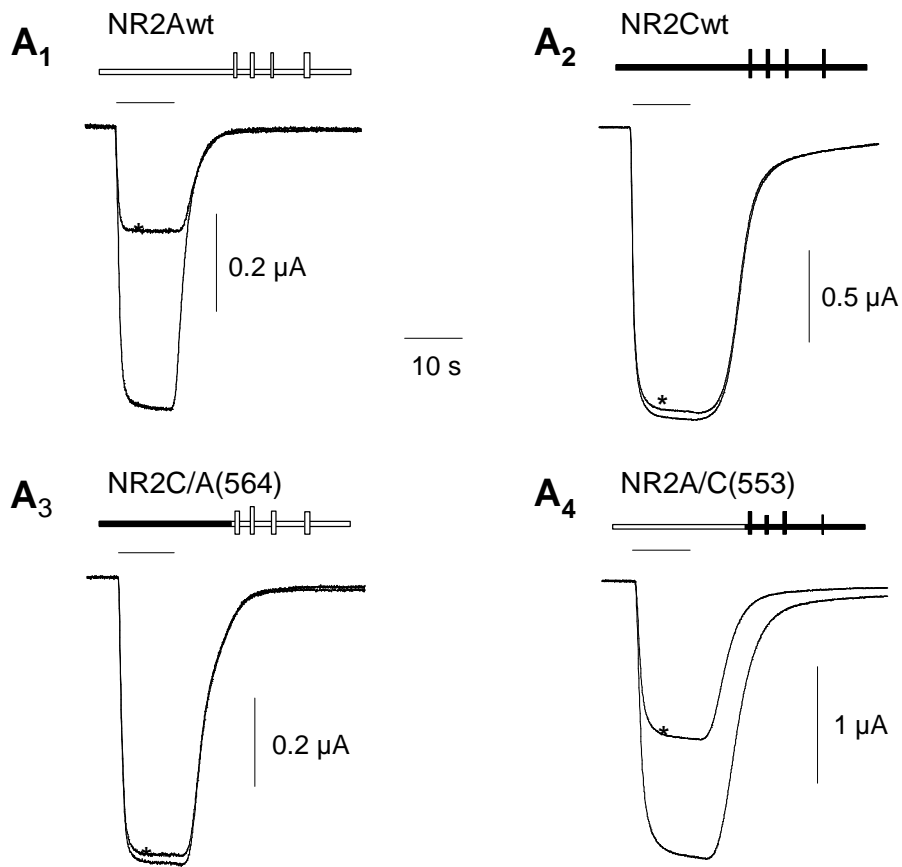 A1
NR2Awt
*
0.2 µA
A2
NR2Cwt
*
0.5 µA
10 s
A3
NR2C/A(564)
*
0.2 µA
A4
NR2A/C(553)
*
1 µA